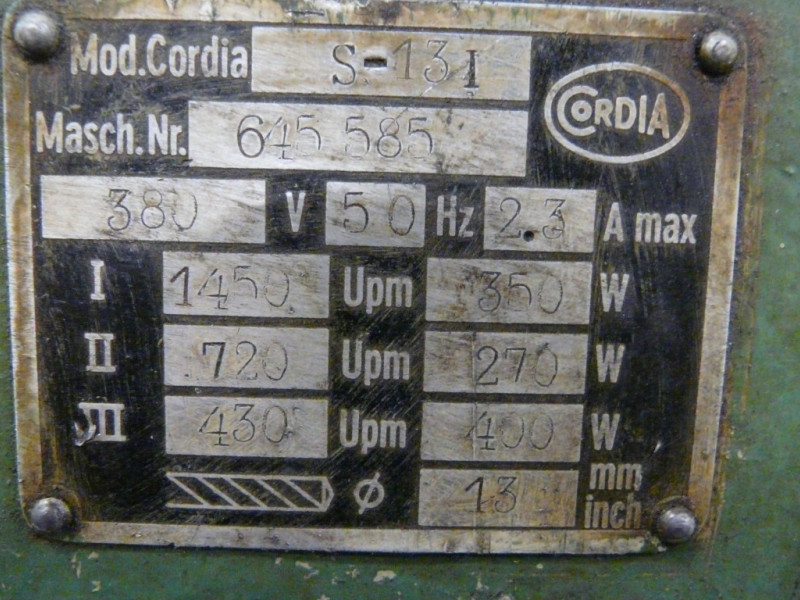 Mod.Cordia S-13 I
CORDIA
Masch.Nr. 645 585
380 V 50 Hz 2.3 A max
I 1450 Upm 350 W
II 720 Upm 270 W
III 430 Upm 400 W
ø 13 mm
inch